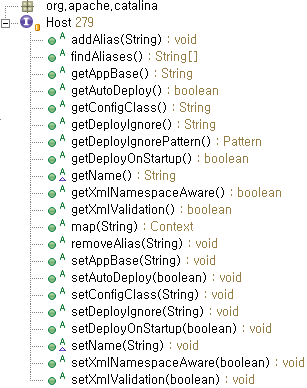 org.apache.catalina
Host 279
A addAlias(String) : void
A findAliases() : String[]
A getAppBase() : String
A getAutoDeploy() : boolean
A getConfigClass() : String
A getDeployIgnore() : String
A getDeployIgnorePattern() : Pattern
A getDeployOnStartup() : boolean
A getName() : String
A getXmlNamespaceAware() : boolean
A getXmlValidation() : boolean
A map(String) : Context
A removeAlias(String) : void
A setAppBase(String) : void
A setAutoDeploy(boolean) : void
A setConfigClass(String) : void
A setDeployIgnore(String) : void
A setDeployOnStartup(boolean) : void
A setName(String) : void
A setXmlNamespaceAware(boolean) : void
A setXmlValidation(boolean) : void